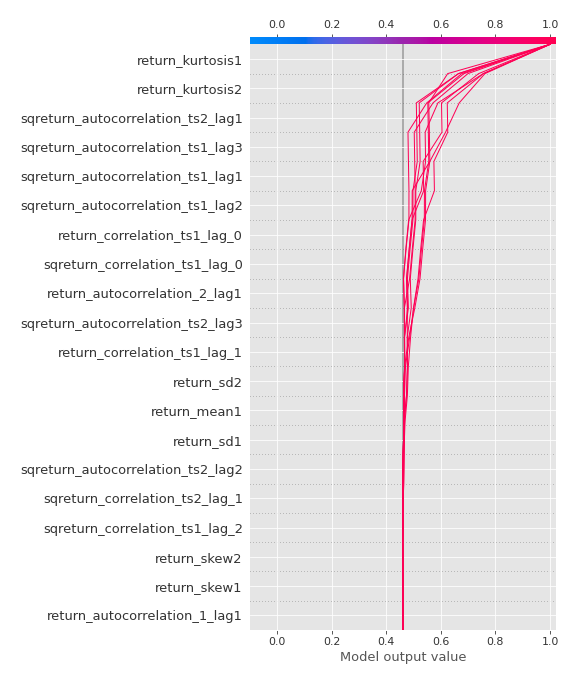 0.0 0.2 0.4 0.6 0.8 1.0
return_kurtosis1
return_kurtosis2
sqreturn_autocorrelation_ts2_lag1
sqreturn_autocorrelation_ts1_lag3
sqreturn_autocorrelation_ts1_lag1
sqreturn_autocorrelation_ts1_lag2
return_correlation_ts1_lag_0
sqreturn_correlation_ts1_lag_0
return_autocorrelation_2_lag1
sqreturn_autocorrelation_ts2_lag3
return_correlation_ts1_lag_1
return_sd2
return_mean1
return_sd1
sqreturn_autocorrelation_ts2_lag2
sqreturn_correlation_ts2_lag_1
sqreturn_correlation_ts1_lag_2
return_skew2
return_skew1
return_autocorrelation_1_lag1
0.0 0.2 0.4 0.6 0.8 1.0
Model output value